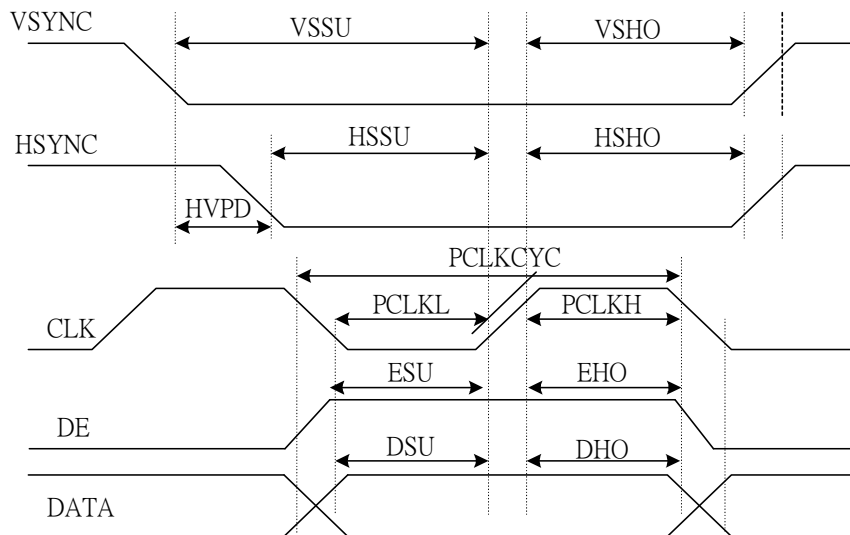 VSYNC
VSSU
VSHO
HSYNC
HSSU
HSHO
HVPD
PCLKCYC
CLK
PCLKL
PCLKH
ESU
EHO
DE
DSU
DHO
DATA